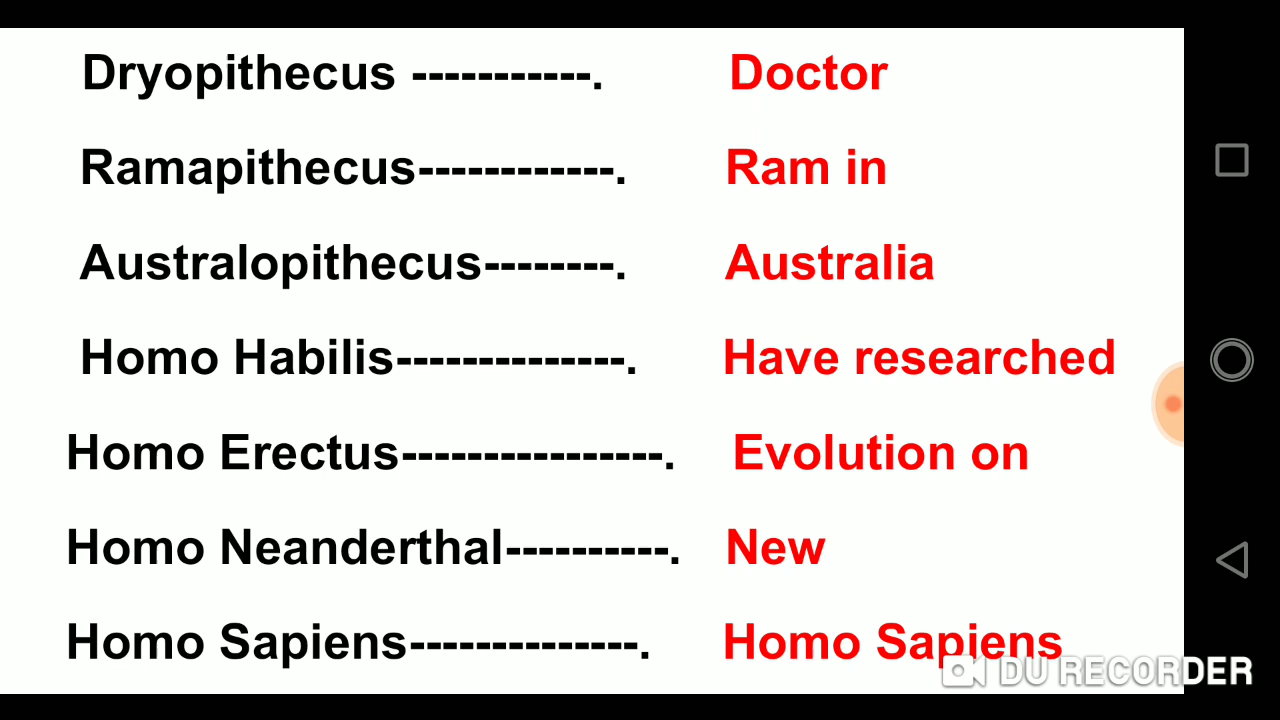 Dryopithecus -----------. Doctor
Ramapithecus------------. Ram in
Australopithecus--------. Australia
Homo Habilis--------------. Have researched
Homo Erectus----------------. Evolution on
Homo Neanderthal----------. New
Homo Sapiens--------------. Homo Sapiens
DU RECORDER